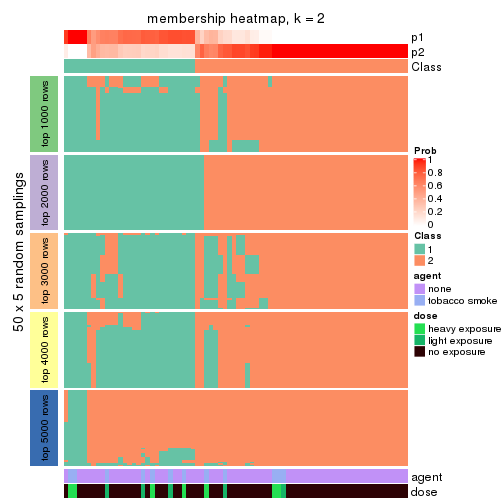 membership heatmap, k = 2
p1
p2
Class
50 x 5 random samplings
top 1000 rows
top 2000 rows
top 3000 rows
top 4000 rows
top 5000 rows
Prob
1
0.8
0.6
0.4
0.2
0
Class
1
2
agent
none
tobacco smoke
dose
heavy exposure
light exposure
no exposure
agent
dose